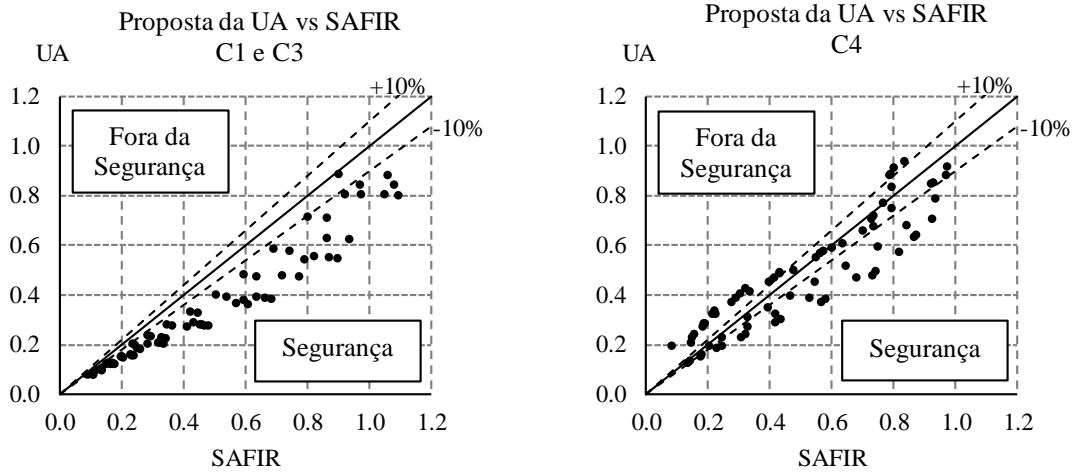 Proposta da UA vs SAFIR
C1 e C3
UA
+10%
-10%
Fora da
Segurança
Segurança
1.2
1.0
0.8
0.6
0.4
0.2
0.0
0.0 0.2 0.4 0.6 0.8 1.0 1.2
SAFIR
Proposta da UA vs SAFIR
C4
UA
+10%
-10%
Fora da
Segurança
Segurança
1.2
1.0
0.8
0.6
0.4
0.2
0.0
0.0 0.2 0.4 0.6 0.8 1.0 1.2
SAFIR